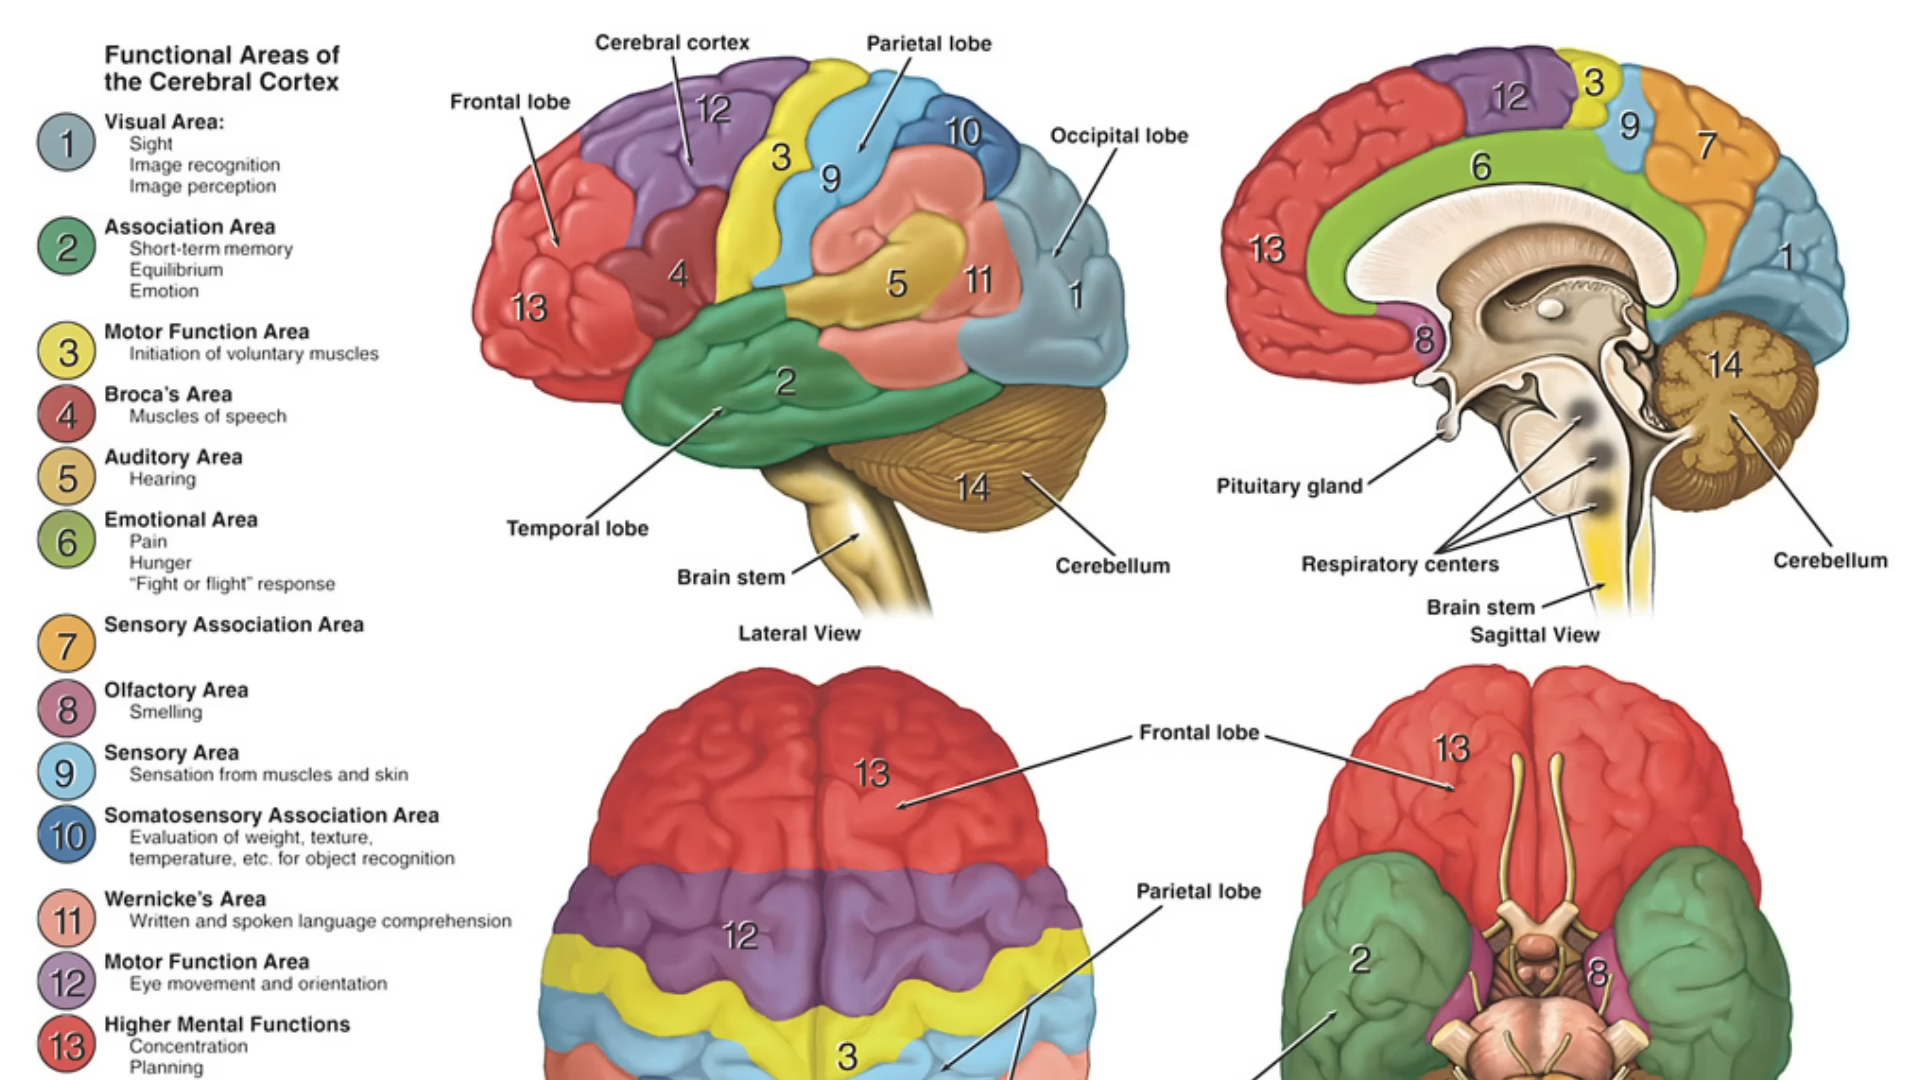 Functional Areas of
the Cerebral Cortex
1
Visual Area:
Sight
Image recognition
Image perception
2
Association Area
Short-term memory
Equilibrium
Emotion
3
Motor Function Area
Initiation of voluntary muscles
4
Broca's Area
Muscles of speech
5
Auditory Area
Hearing
6
Emotional Area
Pain
Hunger
“Fight or flight” response
7
Sensory Association Area
8
Olfactory Area
Smelling
9
Sensory Area
Sensation from muscles and skin
10
Somatosensory Association Area
Evaluation of weight, texture,
temperature, etc. for object recognition
11
Wernicke's Area
Written and spoken language comprehension
12
Motor Function Area
Eye movement and orientation
13
Higher Mental Functions
Concentration
Planning
Cerebral cortex
Parietal lobe
Frontal lobe
Occipital lobe
12
10
3
9
4
5
11
1
13
2
14
Temporal lobe
Brain stem
Cerebellum
Lateral View
12
3
9
7
6
13
1
8
14
Pituitary gland
Respiratory centers
Cerebellum
Brain stem
Sagittal View
Frontal lobe
13
12
3
Parietal lobe
13
2
8